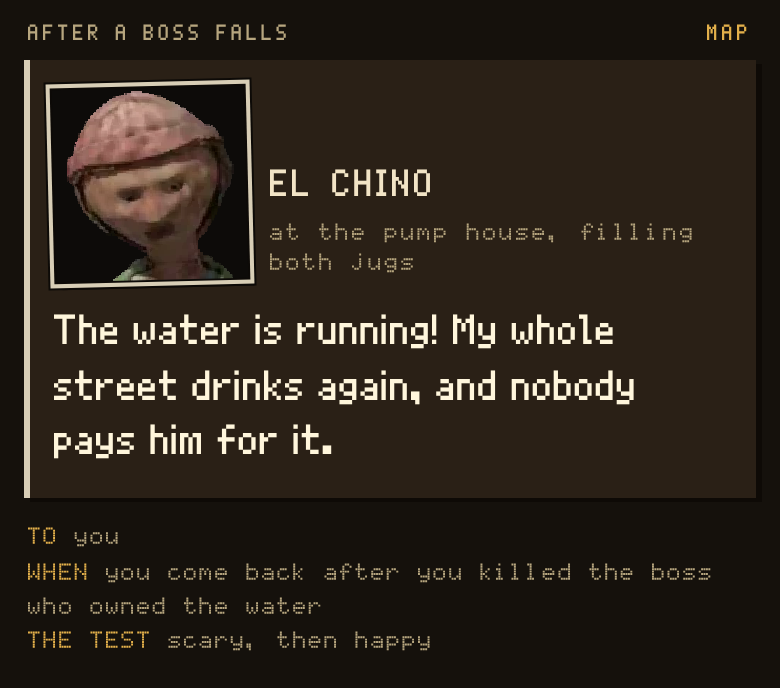 AFTER A BOSS FALLS
MAP
EL CHINO
at the pump house, filling
both jugs
The water is running! My whole
street drinks again, and nobody
pays him for it.
TO you
WHEN you come back after you killed the boss
who owned the water
THE TEST scary, then happy